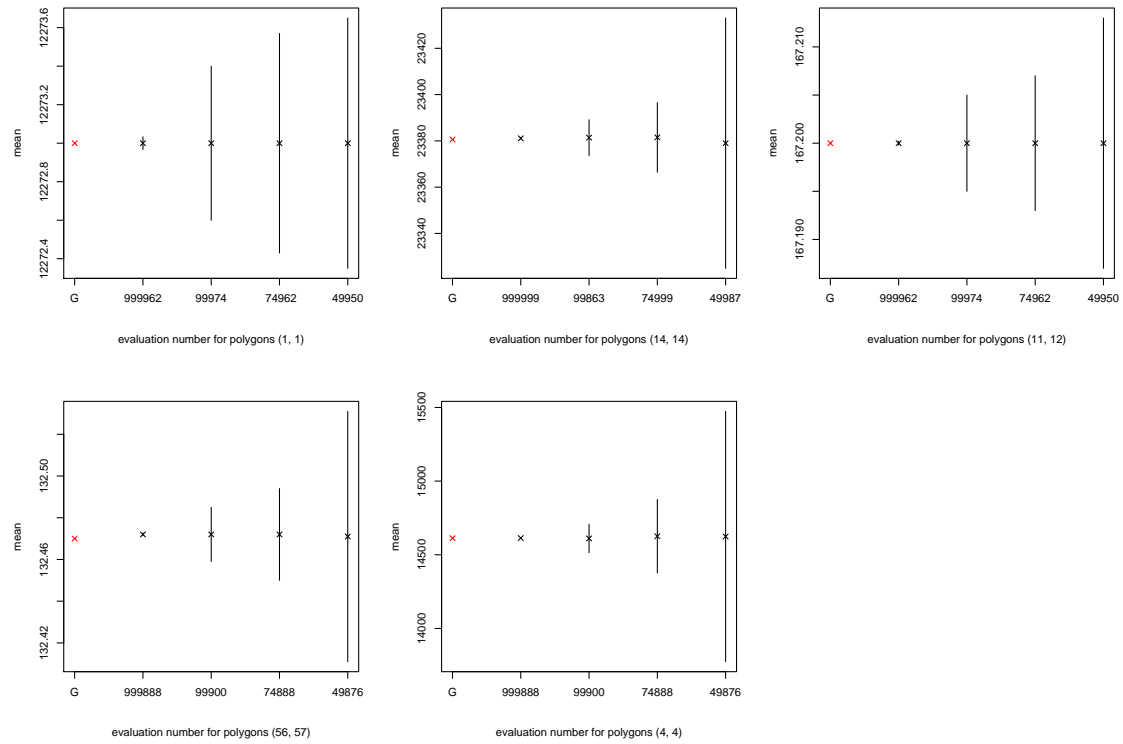 12273.6
12273.2
12272.8
12272.4
mean
G 999962 99974 74962 49950
evaluation number for polygons (1, 1)
23420
23400
23380
23360
23340
mean
G 999999 99863 74999 49987
evaluation number for polygons (14, 14)
167.210
167.200
167.190
mean
G 999962 99974 74962 49950
evaluation number for polygons (11, 12)
132.50
132.46
132.42
mean
G 999888 99900 74888 49876
evaluation number for polygons (56, 57)
15500
15000
14500
14000
mean
G 999888 99900 74888 49876
evaluation number for polygons (4, 4)